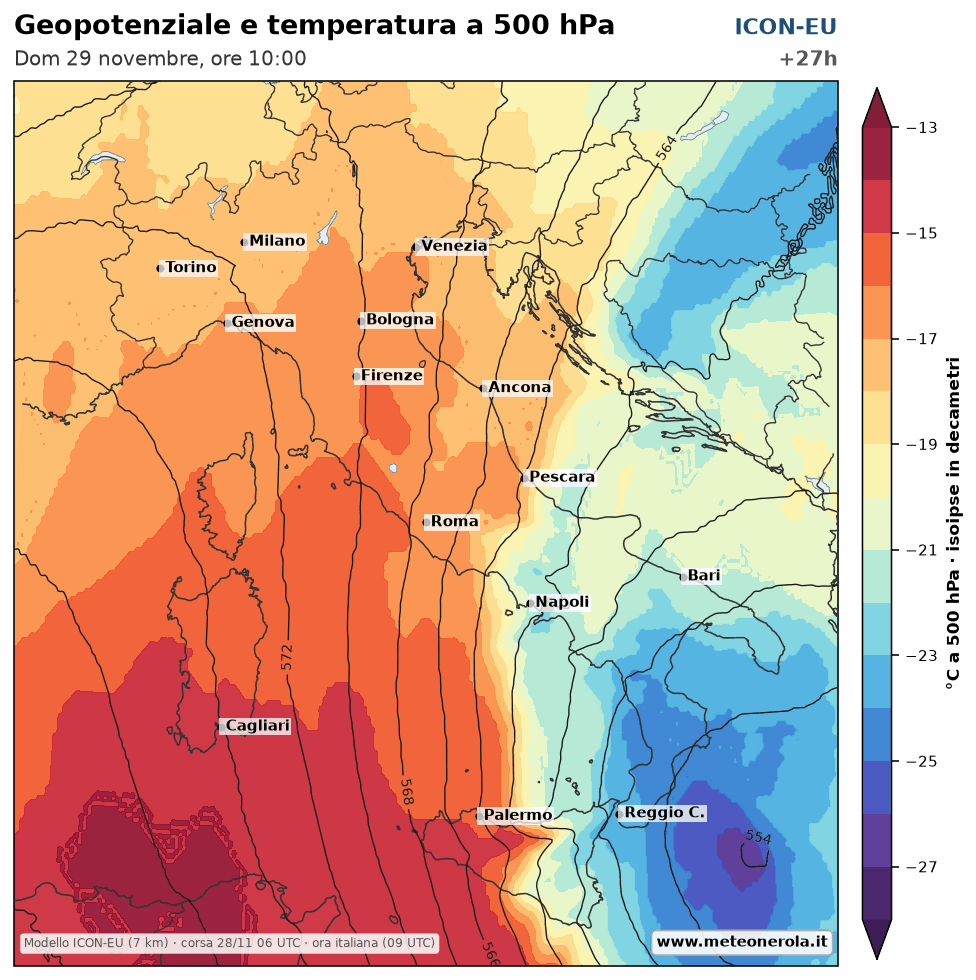 Geopotenziale e temperatura a 500 hPa
ICON-EU
Dom 29 novembre, ore 10:00
+27h
564
Milano
Venezia
Torino
Genova
Bologna
Firenze
Ancona
Pescara
Roma
Bari
Napoli
572
Cagliari
568
Palermo
Reggio C.
554
566
Modello ICON-EU (7 km) · corsa 28/11 06 UTC · ora italiana (09 UTC)
www.meteonerola.it
−13
−15
−17
−19
−21
−23
−25
−27
°C a 500 hPa · isoipse in decametri